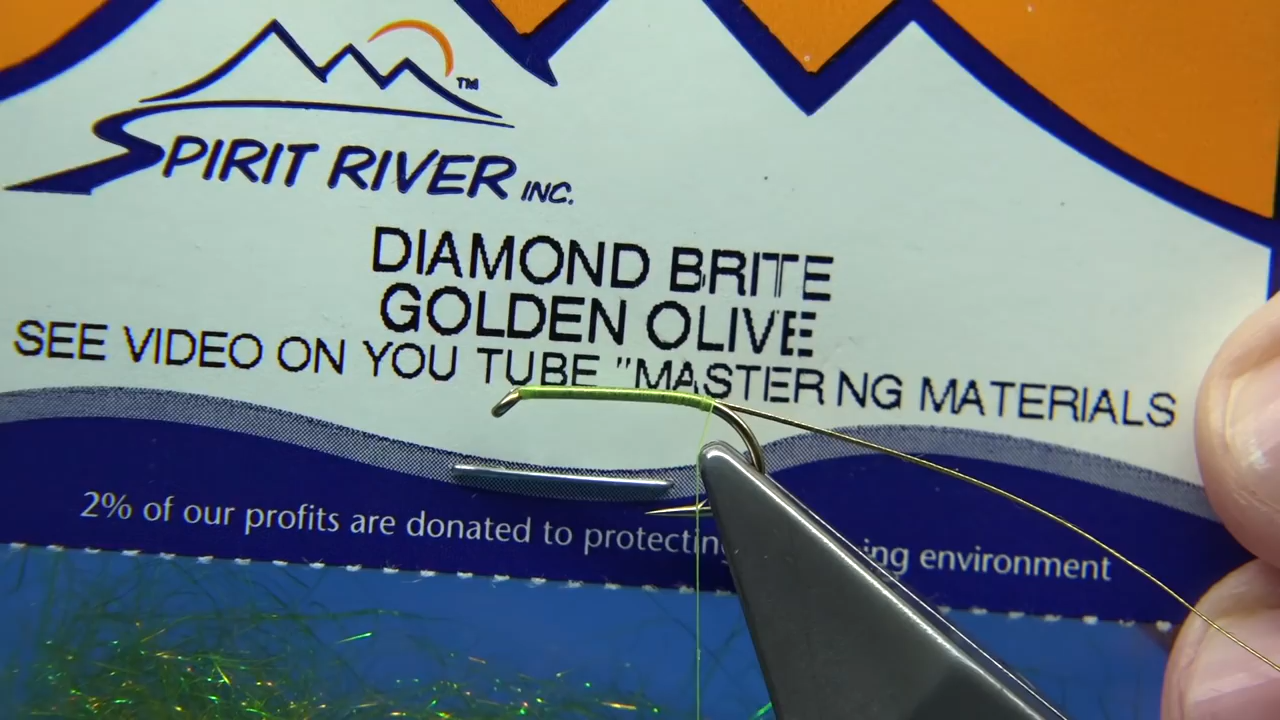 TM
SPIRIT RIVER INC.
DIAMOND BRITE
GOLDEN OLIVE
SEE VIDEO ON YOU TUBE "MASTER NG MATERIALS
2% of our profits are donated to protecting environment